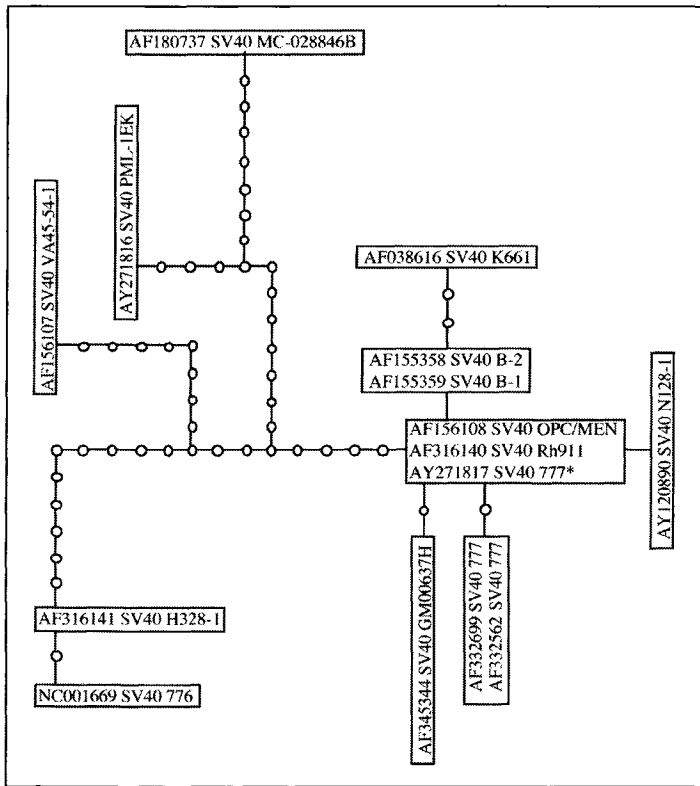 AF180737 SV40 MC-028846B
AY271816 SV40 PML-1EK
AF156107 SV40 VA45-54-1
AF038616 SV40 K661
AF155358 SV40 B-2
AF155359 SV40 B-1
AF156108 SV40 OPC/MEN
AF316140 SV40 Rh911
AY271817 SV40 777*
AY120890 SV40 N128-1
AF345344 SV40 GM00637H
AF332699 SV40 777
AF332562 SV40 777
AF316141 SV40 H328-1
NC001669 SV40 776